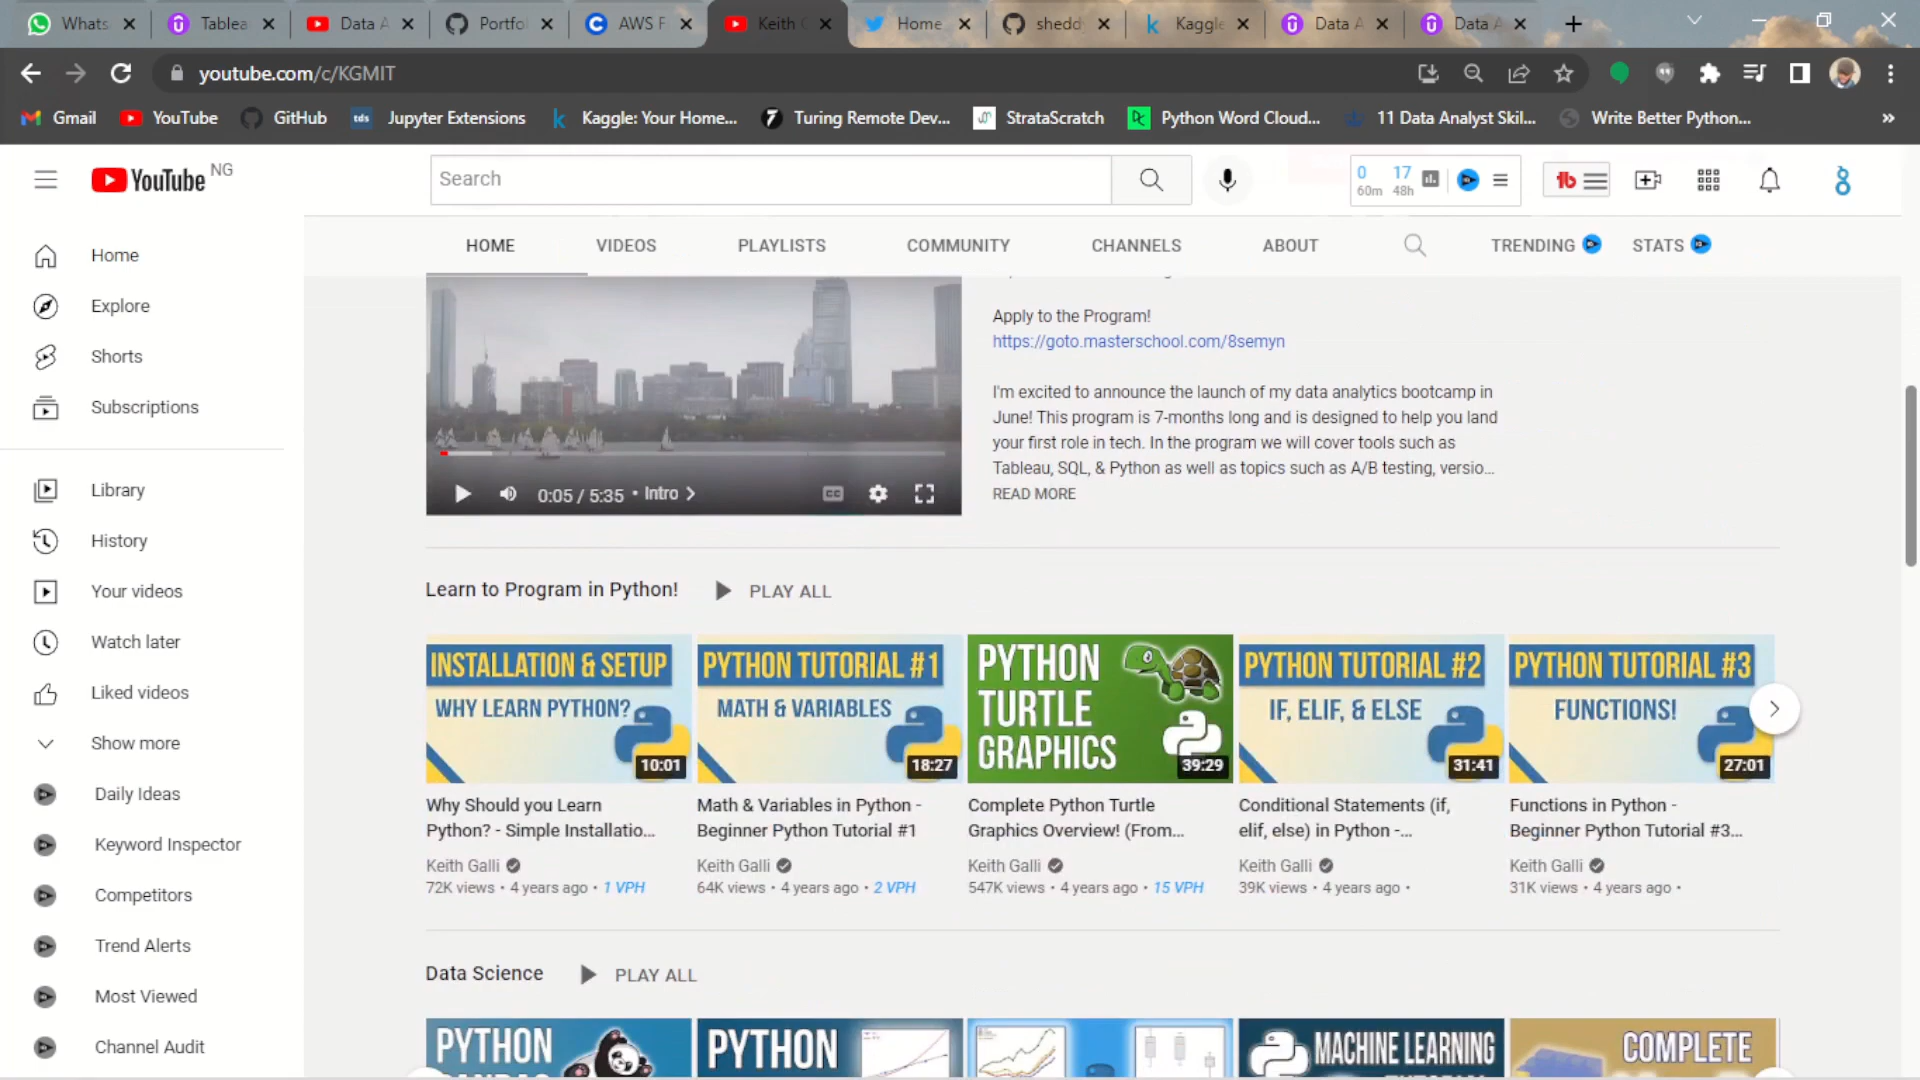 Whats
Tablea
Data A
Portfo
AWS F
Keith
Home
shedd
Kaggle
Data A
Data A
youtube.com/c/KGMIT
Gmail
YouTube
GitHub
tds
Jupyter Extensions
Kaggle: Your Home...
Turing Remote Dev...
StrataScratch
Python Word Cloud...
11 Data Analyst Skil...
Write Better Python...
YouTube NG
Search
0 17
60m 48h
HOME
VIDEOS
PLAYLISTS
COMMUNITY
CHANNELS
ABOUT
TRENDING
STATS
Home
Explore
Shorts
Subscriptions
Library
History
Your videos
Watch later
Liked videos
Show more
Daily Ideas
Keyword Inspector
Competitors
Trend Alerts
Most Viewed
Channel Audit
0:05 / 5:35 • Intro
CC
Apply to the Program!
https://goto.masterschool.com/8semyn
I'm excited to announce the launch of my data analytics bootcamp in
June! This program is 7-months long and is designed to help you land
your first role in tech. In the program we will cover tools such as
Tableau, SQL, & Python as well as topics such as A/B testing, versio...
READ MORE
Learn to Program in Python!
PLAY ALL
INSTALLATION & SETUP
WHY LEARN PYTHON?
10:01
Why Should you Learn
Python? - Simple Installatio...
Keith Galli
72K views • 4 years ago • 1 VPH
PYTHON TUTORIAL #1
MATH & VARIABLES
18:27
Math & Variables in Python -
Beginner Python Tutorial #1
Keith Galli
64K views • 4 years ago • 2 VPH
PYTHON
TURTLE
GRAPHICS
39:29
Complete Python Turtle
Graphics Overview! (From...
Keith Galli
547K views • 4 years ago • 15 VPH
PYTHON TUTORIAL #2
IF, ELIF, & ELSE
31:41
Conditional Statements (if,
elif, else) in Python -...
Keith Galli
39K views • 4 years ago •
PYTHON TUTORIAL #3
FUNCTIONS!
27:01
Functions in Python -
Beginner Python Tutorial #3...
Keith Galli
31K views • 4 years ago •
Data Science
PLAY ALL
PYTHON
PYTHON
MACHINE LEARNING
COMPLETE